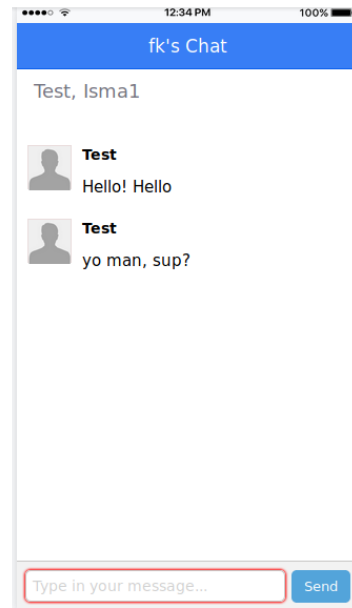 12:34 PM 100%
fk's Chat
Test, Isma1
Test
Hello! Hello
Test
yo man, sup?
Type in your message...
Send